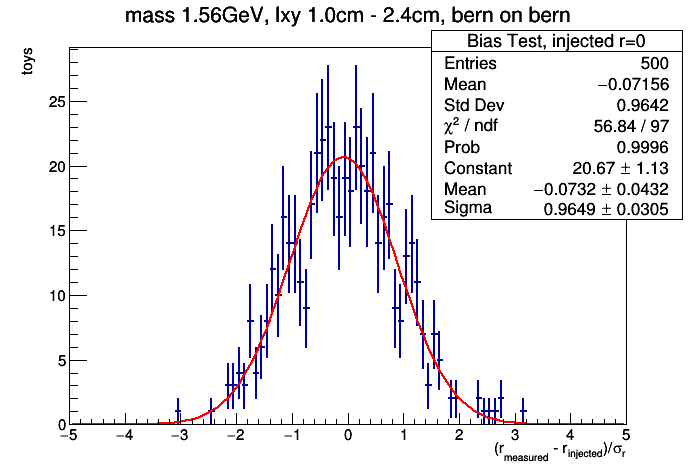 mass 1.56GeV, lxy 1.0cm - 2.4cm, bern on bern
Bias Test, injected r=0
Entries 500
Mean −0.07156
Std Dev 0.9642
χ² / ndf 56.84 / 97
Prob 0.9996
Constant 20.67 ± 1.13
Mean −0.0732 ± 0.0432
Sigma 0.9649 ± 0.0305
toys
25
20
15
10
5
0
−5 −4 −3 −2 −1 0 1 2 3 4 5
(r_measured - r_injected)/σ_r